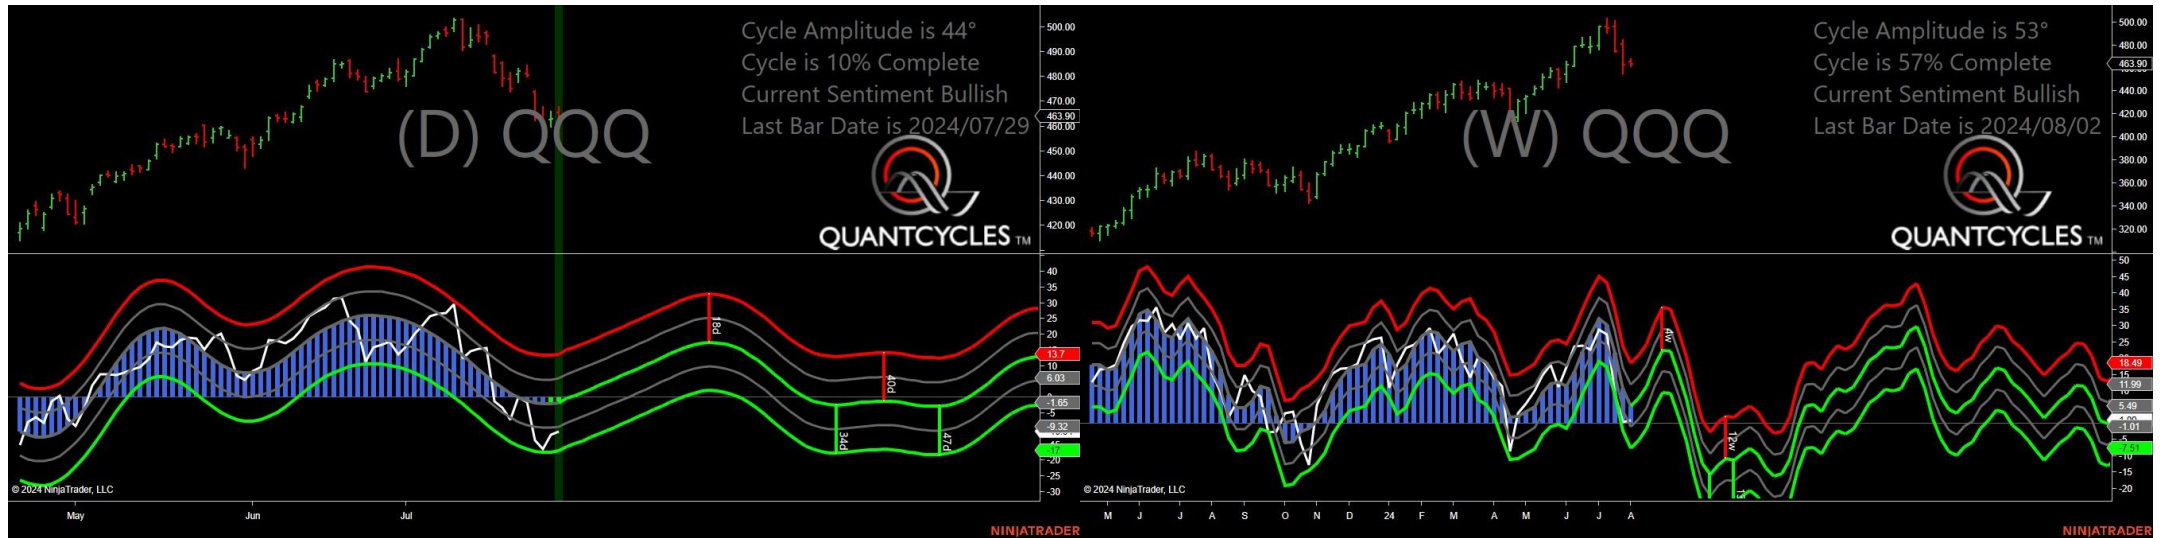 Cycle Amplitude is 44°
Cycle is 10% Complete
Current Sentiment Bullish
Last Bar Date is 2024/07/29
(D) QQQ
QUANTCYCLES TM
500.00
490.00
480.00
470.00
463.90
460.00
450.00
440.00
430.00
420.00
18d
40d
34d
47d
40
35
30
25
20
15
10
13.7
6.03
-1.65
-5
-9.32
-17
-20
-25
-30
© 2024 NinjaTrader, LLC
May Jun Jul
NINJATRADER
Cycle Amplitude is 53°
Cycle is 57% Complete
Current Sentiment Bullish
Last Bar Date is 2024/08/02
(W) QQQ
QUANTCYCLES TM
500.00
480.00
463.90
440.00
420.00
400.00
380.00
360.00
340.00
320.00
4w
12w
50
45
40
35
30
25
18.49
15
11.99
10
5.49
-1.01
-5
-7.51
-10
-15
-20
© 2024 NinjaTrader, LLC
M J J A S O N D 24 F M A M J J A
NINJATRADER